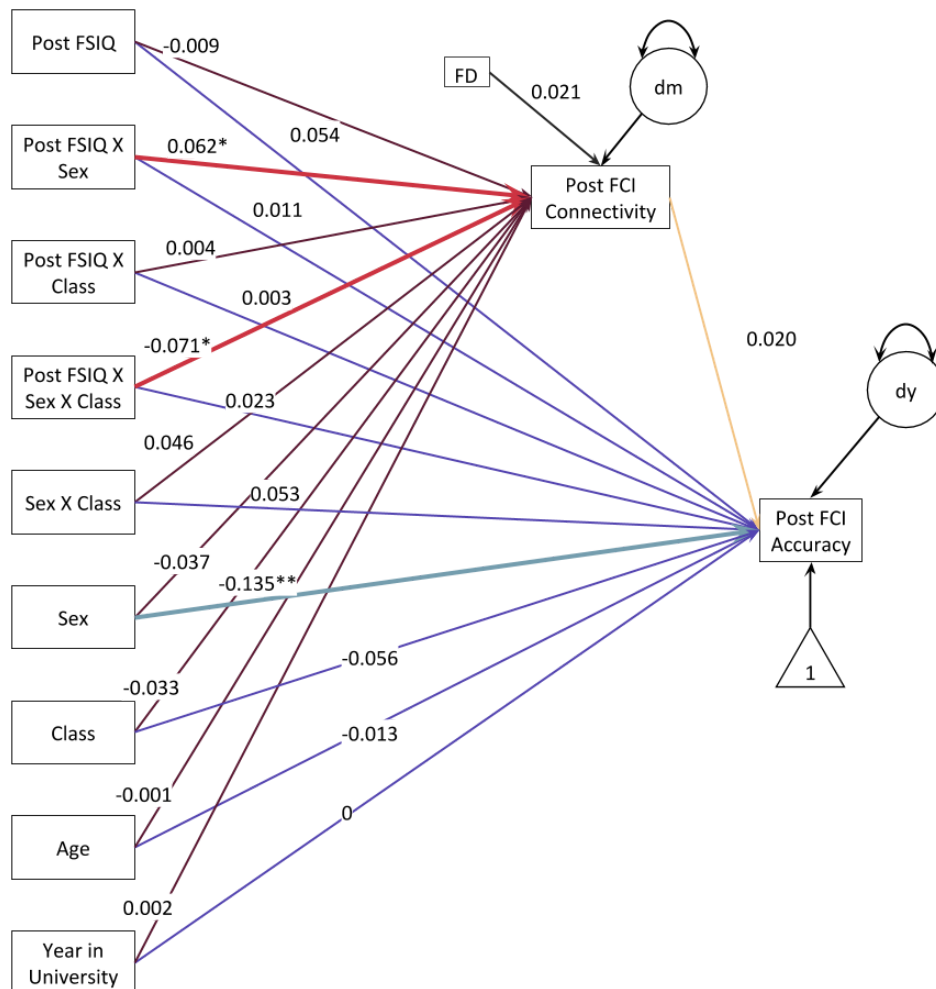 Post FSIQ
-0.009
FD
0.021
dm
0.054
Post FSIQ X
Sex
0.062*
Post FCI
Connectivity
0.011
Post FSIQ X
Class
0.004
0.003
-0.071*
0.020
Post FSIQ X
Sex X Class
0.023
dy
0.046
Sex X Class
0.053
Post FCI
Accuracy
-0.037
-0.135**
Sex
-0.056
1
-0.033
Class
-0.013
-0.001
0
Age
0.002
Year in
University